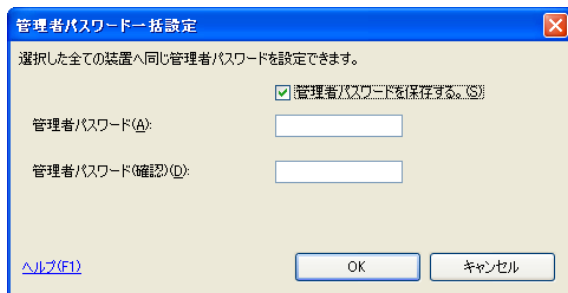 管理者パスワード一括設定
選択した全ての装置へ同じ管理者パスワードを設定できます。
管理者パスワードを保存する。(S)
管理者パスワード(A):
管理者パスワード(確認)(D):
ヘルプ(F1)
OK
キャンセル